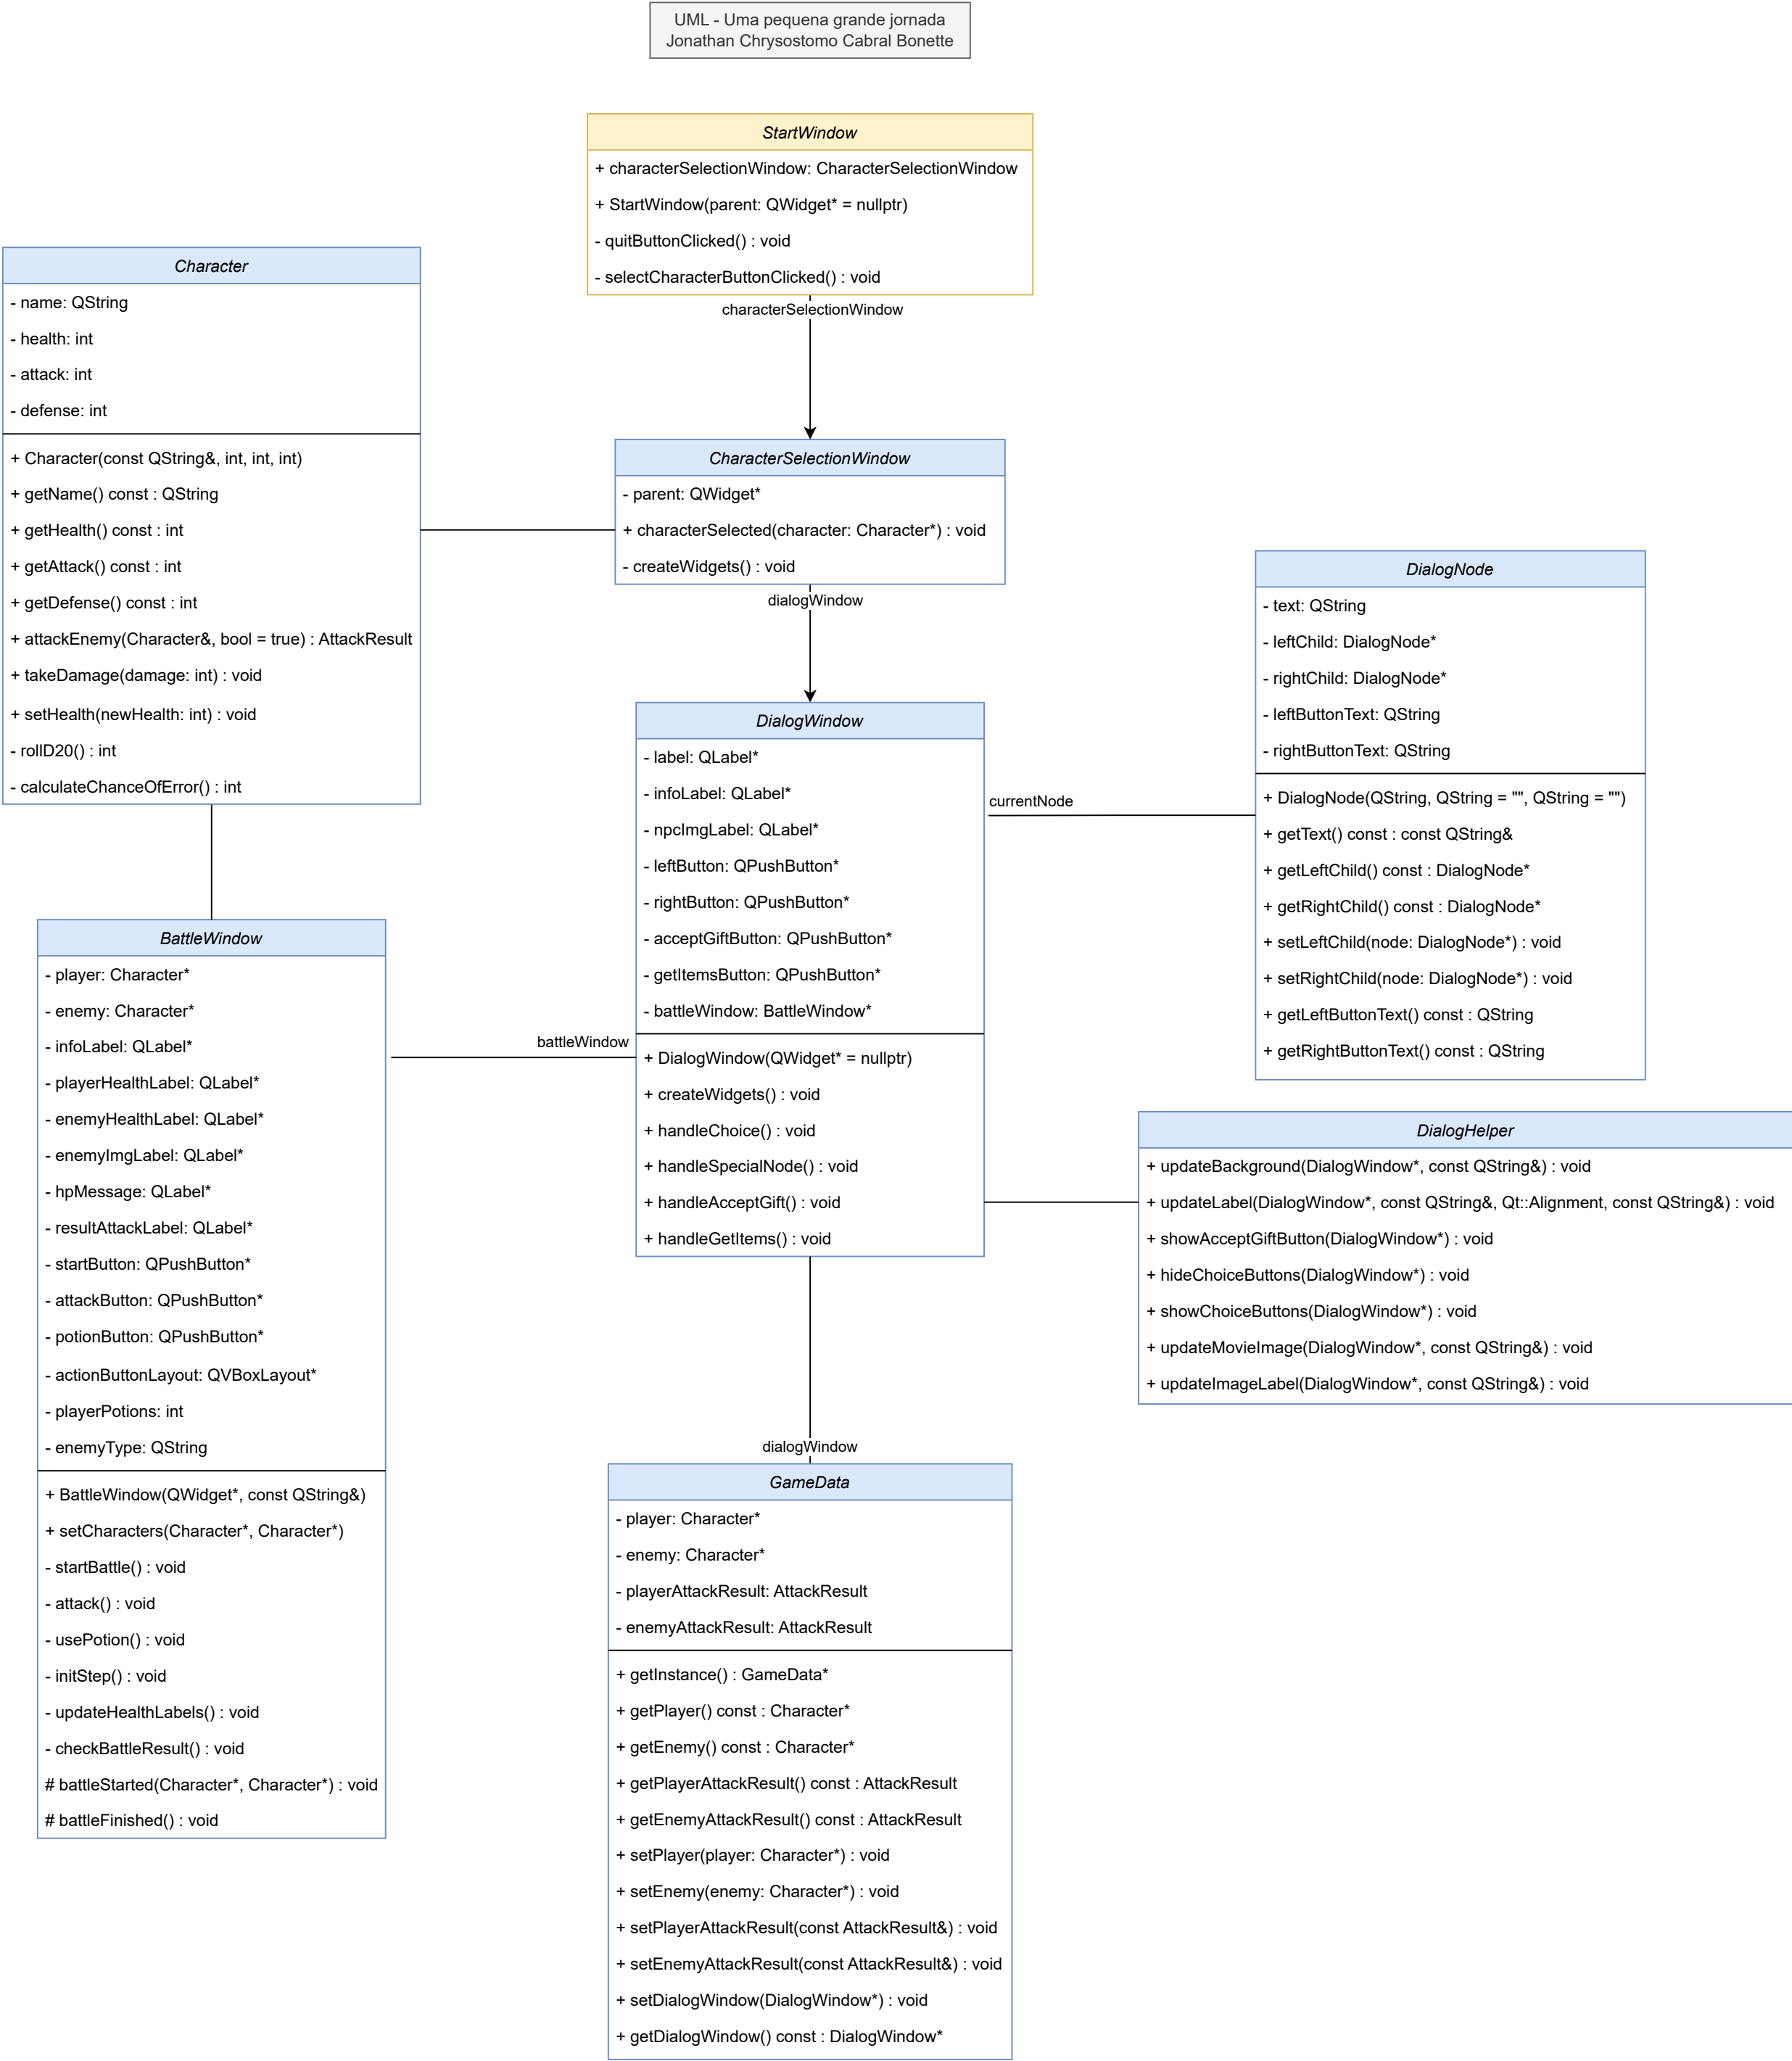 UML - Uma pequena grande jornada
Jonathan Chrysostomo Cabral Bonette
StartWindow
+ characterSelectionWindow: CharacterSelectionWindow
+ StartWindow(parent: QWidget* = nullptr)
- quitButtonClicked() : void
- selectCharacterButtonClicked() : void
characterSelectionWindow
Character
- name: QString
- health: int
- attack: int
- defense: int
+ Character(const QString&, int, int, int)
+ getName() const : QString
+ getHealth() const : int
+ getAttack() const : int
+ getDefense() const : int
+ attackEnemy(Character&, bool = true) : AttackResult
+ takeDamage(damage: int) : void
+ setHealth(newHealth: int) : void
- rollD20() : int
- calculateChanceOfError() : int
CharacterSelectionWindow
- parent: QWidget*
+ characterSelected(character: Character*) : void
- createWidgets() : void
dialogWindow
DialogNode
- text: QString
- leftChild: DialogNode*
- rightChild: DialogNode*
- leftButtonText: QString
- rightButtonText: QString
+ DialogNode(QString, QString = "", QString = "")
+ getText() const : const QString&
+ getLeftChild() const : DialogNode*
+ getRightChild() const : DialogNode*
+ setLeftChild(node: DialogNode*) : void
+ setRightChild(node: DialogNode*) : void
+ getLeftButtonText() const : QString
+ getRightButtonText() const : QString
DialogWindow
- label: QLabel*
- infoLabel: QLabel*
- npcImgLabel: QLabel*
- leftButton: QPushButton*
- rightButton: QPushButton*
- acceptGiftButton: QPushButton*
- getItemsButton: QPushButton*
- battleWindow: BattleWindow*
+ DialogWindow(QWidget* = nullptr)
+ createWidgets() : void
+ handleChoice() : void
+ handleSpecialNode() : void
+ handleAcceptGift() : void
+ handleGetItems() : void
currentNode
battleWindow
BattleWindow
- player: Character*
- enemy: Character*
- infoLabel: QLabel*
- playerHealthLabel: QLabel*
- enemyHealthLabel: QLabel*
- enemyImgLabel: QLabel*
- hpMessage: QLabel*
- resultAttackLabel: QLabel*
- startButton: QPushButton*
- attackButton: QPushButton*
- potionButton: QPushButton*
- actionButtonLayout: QVBoxLayout*
- playerPotions: int
- enemyType: QString
+ BattleWindow(QWidget*, const QString&)
+ setCharacters(Character*, Character*)
- startBattle() : void
- attack() : void
- usePotion() : void
- initStep() : void
- updateHealthLabels() : void
- checkBattleResult() : void
# battleStarted(Character*, Character*) : void
# battleFinished() : void
DialogHelper
+ updateBackground(DialogWindow*, const QString&) : void
+ updateLabel(DialogWindow*, const QString&, Qt::Alignment, const QString&) : void
+ showAcceptGiftButton(DialogWindow*) : void
+ hideChoiceButtons(DialogWindow*) : void
+ showChoiceButtons(DialogWindow*) : void
+ updateMovieImage(DialogWindow*, const QString&) : void
+ updateImageLabel(DialogWindow*, const QString&) : void
dialogWindow
GameData
- player: Character*
- enemy: Character*
- playerAttackResult: AttackResult
- enemyAttackResult: AttackResult
+ getInstance() : GameData*
+ getPlayer() const : Character*
+ getEnemy() const : Character*
+ getPlayerAttackResult() const : AttackResult
+ getEnemyAttackResult() const : AttackResult
+ setPlayer(player: Character*) : void
+ setEnemy(enemy: Character*) : void
+ setPlayerAttackResult(const AttackResult&) : void
+ setEnemyAttackResult(const AttackResult&) : void
+ setDialogWindow(DialogWindow*) : void
+ getDialogWindow() const : DialogWindow*